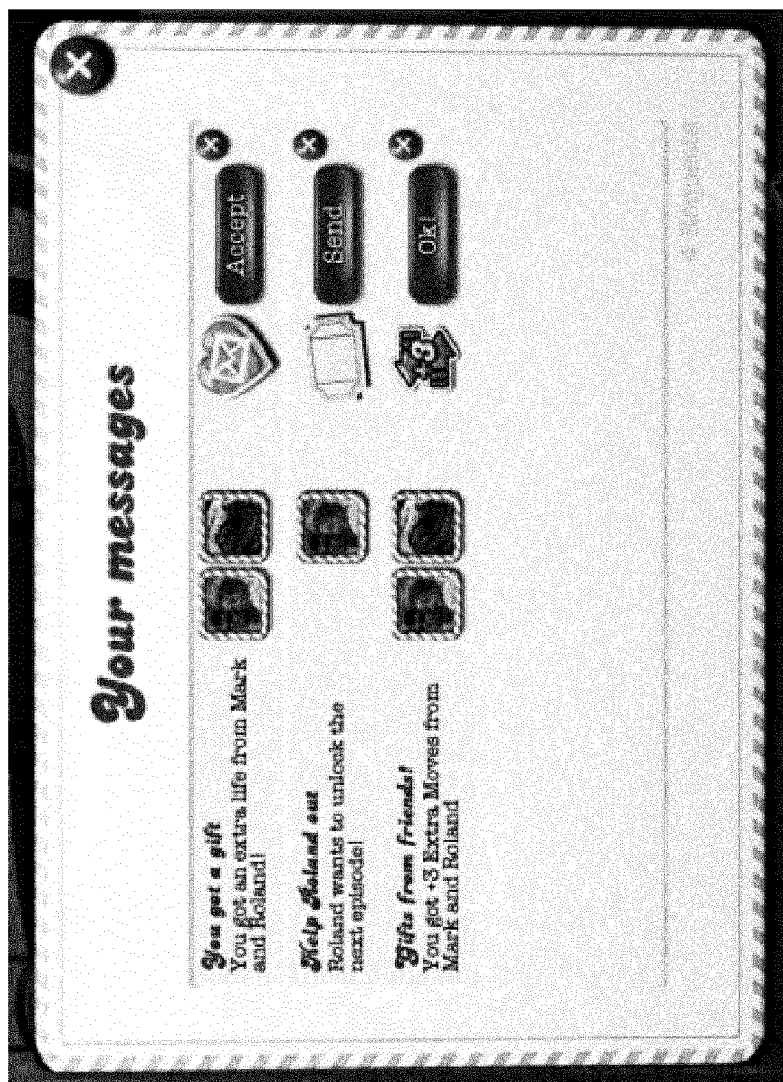 Your messages
You got a gift
You got an extra life from Mark
and Roland!
Accept
Help Roland out
Roland wants to unlock the
next episode!
Send
Gifts from friends!
You got +3 Extra Moves from
Mark and Roland
+3
Ok!